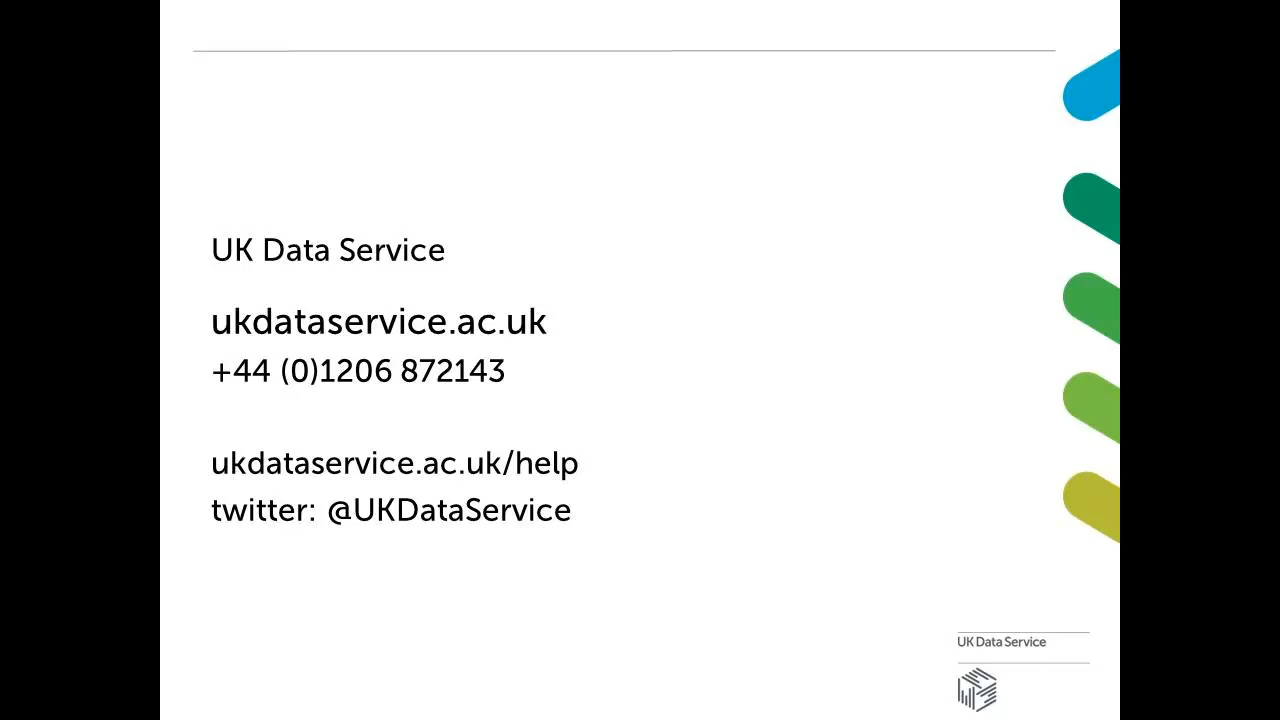 UK Data Service
ukdataservice.ac.uk
+44 (0)1206 872143
ukdataservice.ac.uk/help
twitter: @UKDataService
UK Data Service